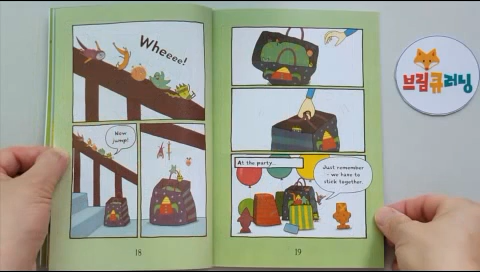 Wheeee!
Now
jump!
At the party...
Just remember
- we have to
stick together.
18
19
브림큐러닝